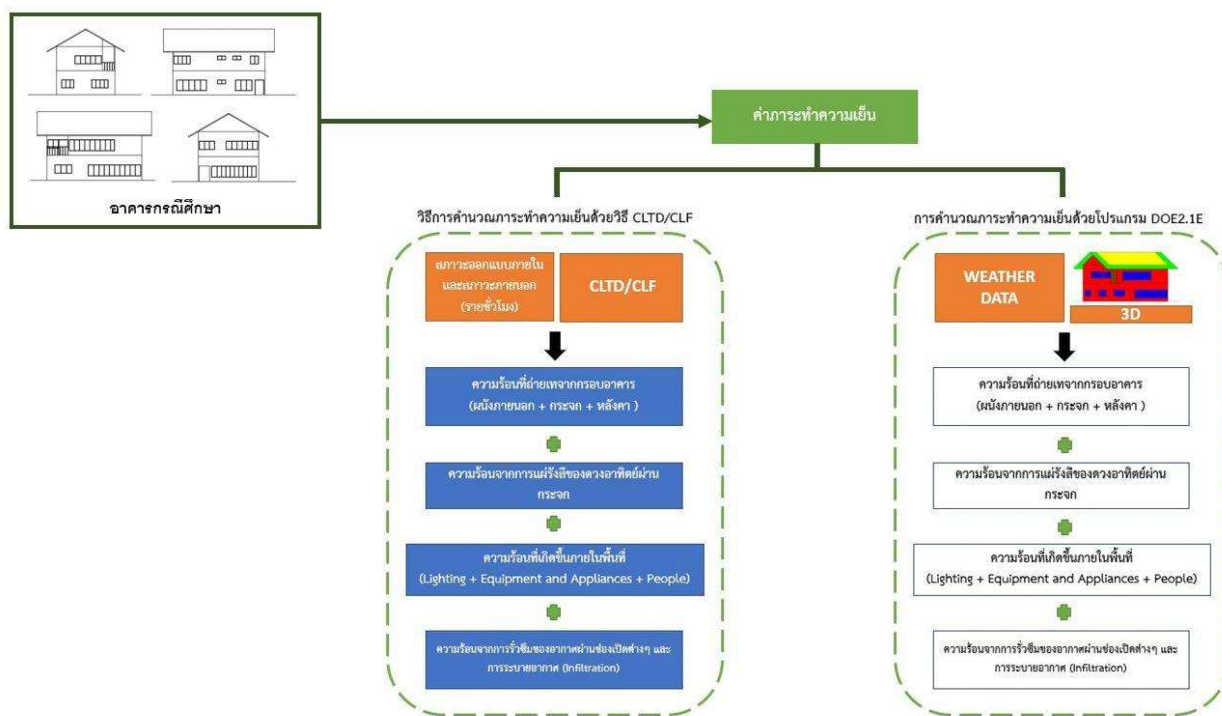 อาคารกรณีศึกษา
ค่าภาระทำความเย็น
วิธีการคำนวณภาระทำความเย็นด้วยวิธี CLTD/CLF
สภาวะออกแบบภายใน
และสภาวะภายนอก
(รายชั่วโมง)
CLTD/CLF
ความร้อนที่ถ่ายเทจากกรอบอาคาร
(ผนังภายนอก + กระจก + หลังคา )
ความร้อนจากการแผ่รังสีของดวงอาทิตย์ผ่าน
กระจก
ความร้อนที่เกิดขึ้นภายในพื้นที่
(Lighting + Equipment and Appliances + People)
ความร้อนจากการรั่วซึมของอากาศผ่านช่องเปิดต่างๆ และ
การระบายอากาศ (Infiltration)
การคำนวณภาระทำความเย็นด้วยโปรแกรม DOE2.1E
WEATHER
DATA
3D
ความร้อนที่ถ่ายเทจากกรอบอาคาร
(ผนังภายนอก + กระจก + หลังคา )
ความร้อนจากการแผ่รังสีของดวงอาทิตย์ผ่าน
กระจก
ความร้อนที่เกิดขึ้นภายในพื้นที่
(Lighting + Equipment and Appliances + People)
ความร้อนจากการรั่วซึมของอากาศผ่านช่องเปิดต่างๆ และ
การระบายอากาศ (Infiltration)